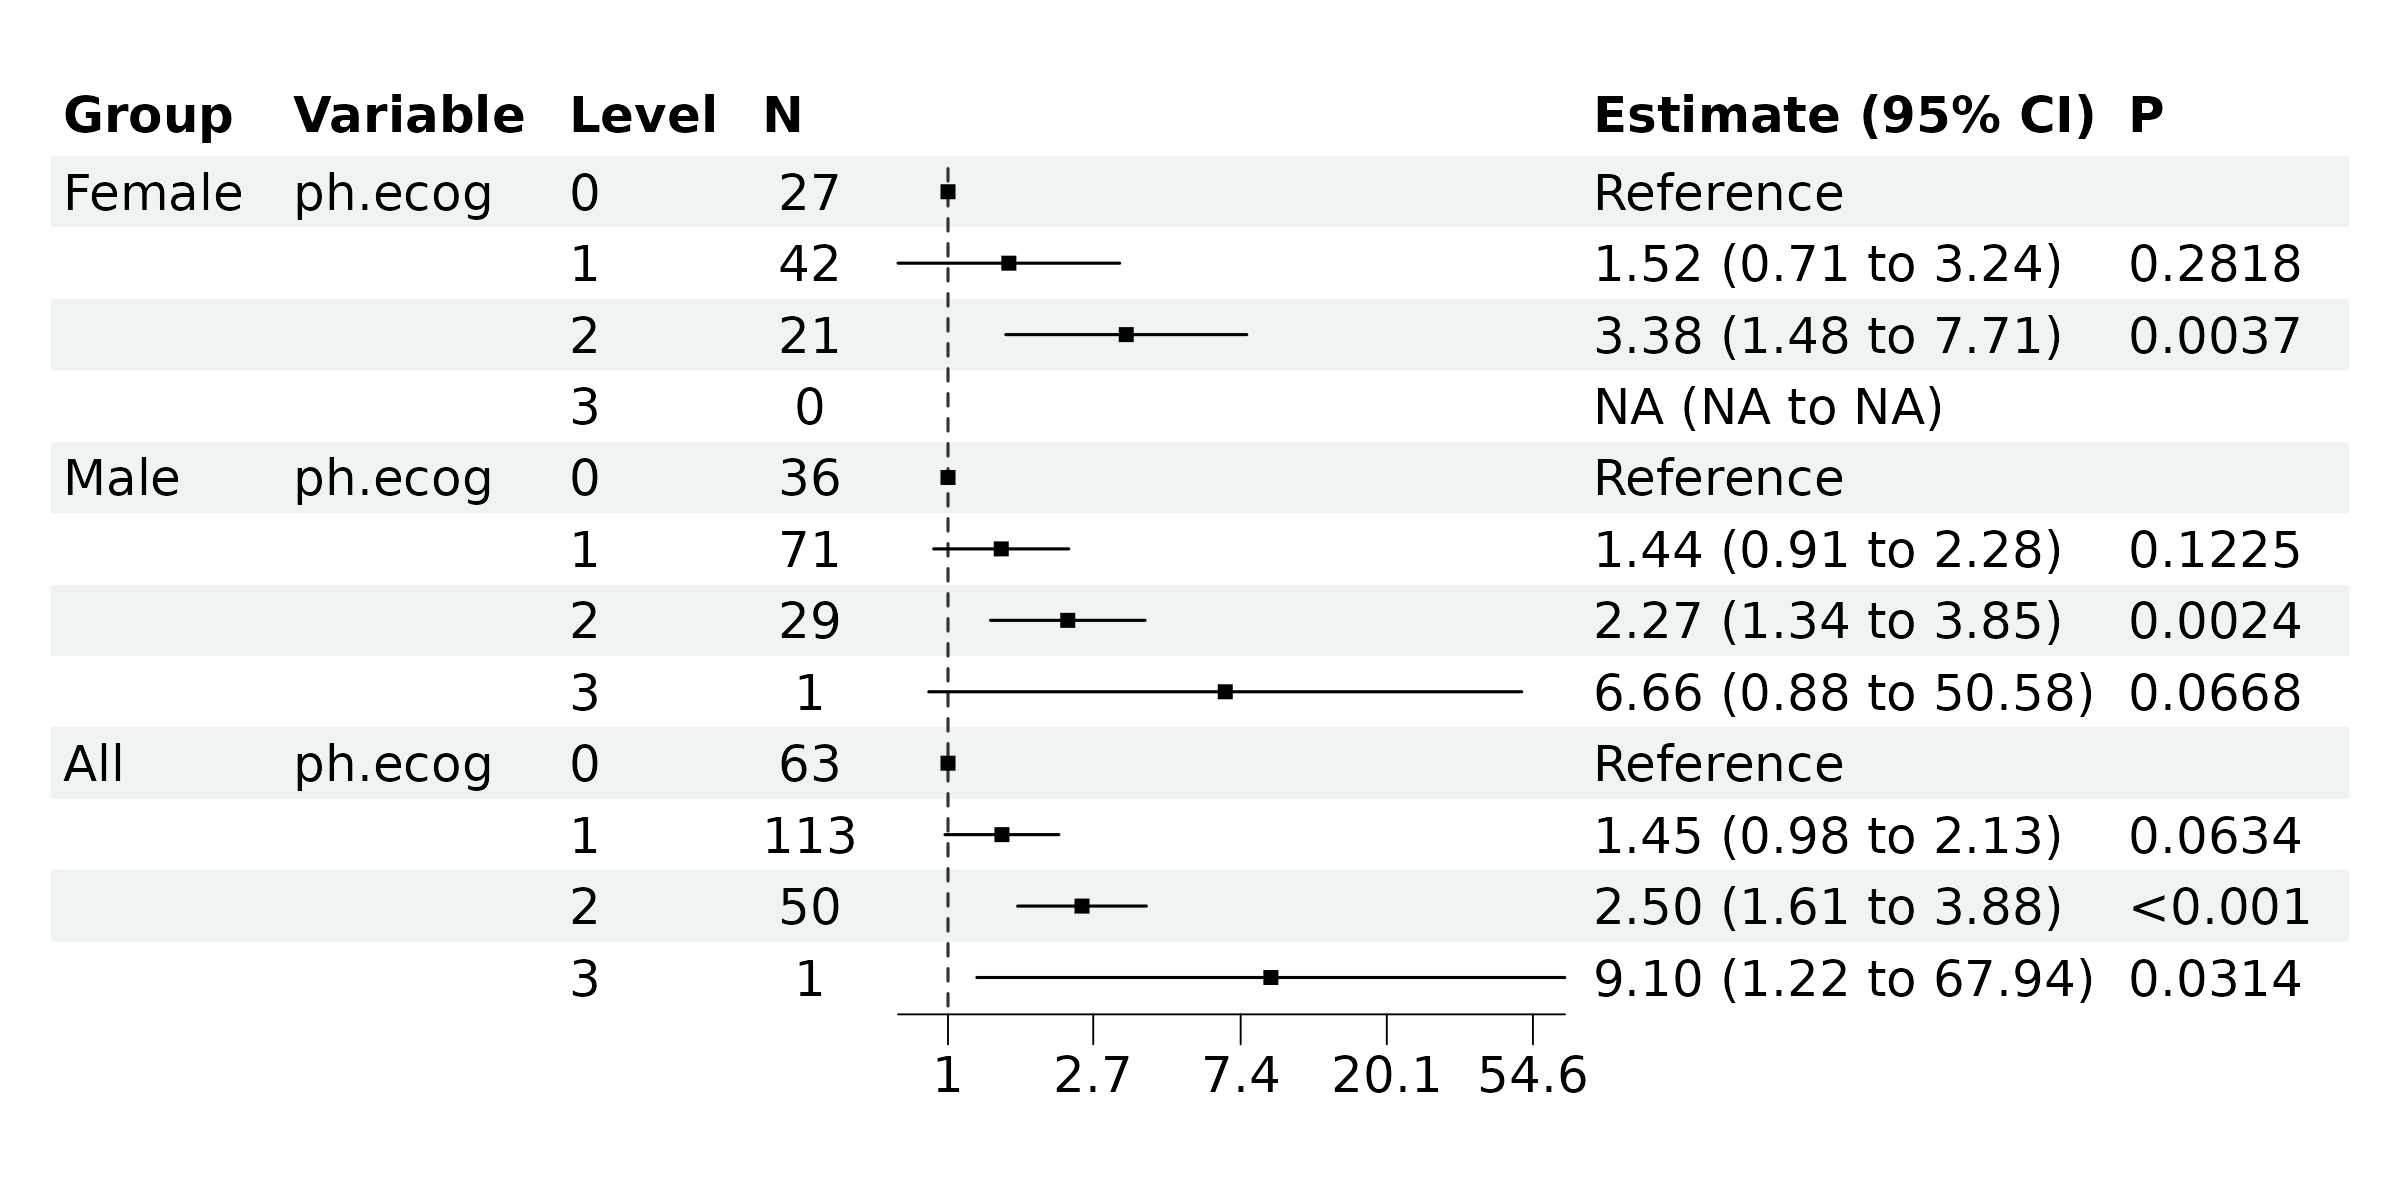 Group Variable Level N Estimate (95% CI) P
Female ph.ecog 0 27 Reference
1 42 1.52 (0.71 to 3.24) 0.2818
2 21 3.38 (1.48 to 7.71) 0.0037
3 0 NA (NA to NA)
Male ph.ecog 0 36 Reference
1 71 1.44 (0.91 to 2.28) 0.1225
2 29 2.27 (1.34 to 3.85) 0.0024
3 1 6.66 (0.88 to 50.58) 0.0668
All ph.ecog 0 63 Reference
1 113 1.45 (0.98 to 2.13) 0.0634
2 50 2.50 (1.61 to 3.88) <0.001
3 1 9.10 (1.22 to 67.94) 0.0314
1 2.7 7.4 20.1 54.6